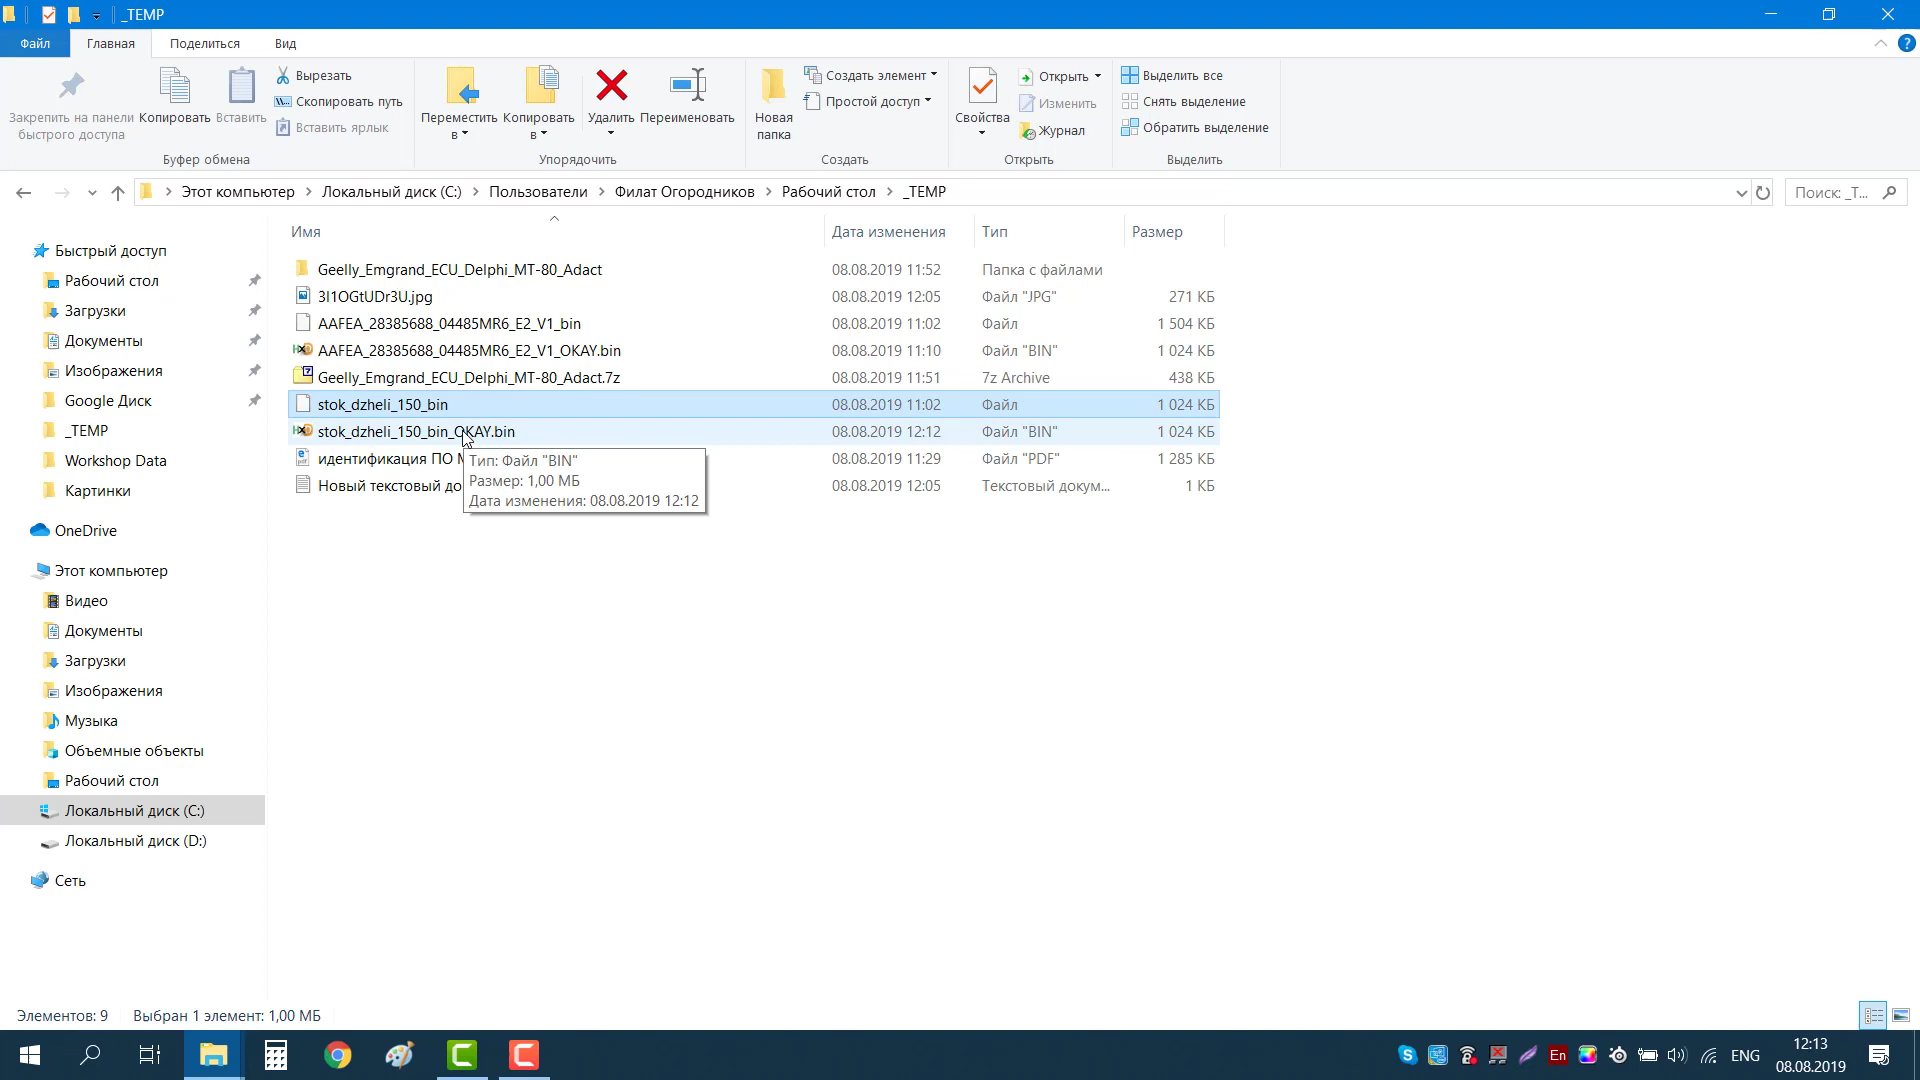 _TEMP
Файл
Главная
Поделиться
Вид
Закрепить на панели
быстрого доступа
Копировать
Вставить
Вырезать
Скопировать путь
Вставить ярлык
Буфер обмена
Переместить
в
Копировать
в
Удалить
Переименовать
Упорядочить
Новая
папка
Создать элемент
Простой доступ
Создать
Свойства
Открыть
Изменить
Журнал
Открыть
Выделить все
Снять выделение
Обратить выделение
Выделить
Этот компьютер
Локальный диск (C:)
Пользователи
Филат Огородников
Рабочий стол
_TEMP
Поиск: _T...
Быстрый доступ
Рабочий стол
Загрузки
Документы
Изображения
Google Диск
_TEMP
Workshop Data
Картинки
OneDrive
Этот компьютер
Видео
Документы
Загрузки
Изображения
Музыка
Объемные объекты
Рабочий стол
Локальный диск (C:)
Локальный диск (D:)
Сеть
Имя Дата изменения Тип Размер
Geelly_Emgrand_ECU_Delphi_MT-80_Adact 08.08.2019 11:52 Папка с файлами
3I1OGtUDr3U.jpg 08.08.2019 12:05 Файл "JPG" 271 КБ
AAFEA_28385688_04485MR6_E2_V1_bin 08.08.2019 11:02 Файл 1 504 КБ
AAFEA_28385688_04485MR6_E2_V1_OKAY.bin 08.08.2019 11:10 Файл "BIN" 1 024 КБ
Geelly_Emgrand_ECU_Delphi_MT-80_Adact.7z 08.08.2019 11:51 7z Archive 438 КБ
stok_dzheli_150_bin 08.08.2019 11:02 Файл 1 024 КБ
stok_dzheli_150_bin_OKAY.bin 08.08.2019 12:12 Файл "BIN" 1 024 КБ
идентификация ПО 08.08.2019 11:29 Файл "PDF" 1 285 КБ
Новый текстовый до 08.08.2019 12:05 Текстовый докум... 1 КБ
Тип: Файл "BIN"
Размер: 1,00 МБ
Дата изменения: 08.08.2019 12:12
Элементов: 9
Выбран 1 элемент: 1,00 МБ
En
ENG
12:13
08.08.2019